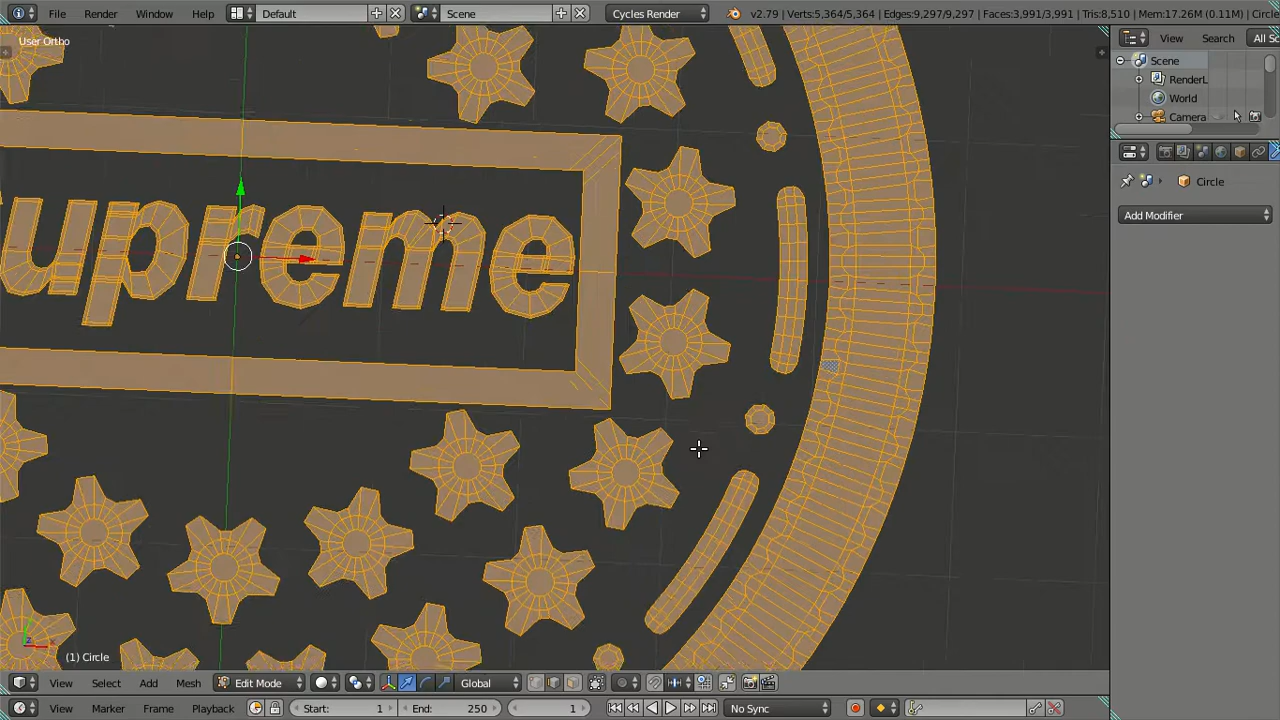 File Render Window Help Default Scene Cycles Render v2.79 | Verts:5,364/5,364 | Edges:9,297/9,297 | Faces:3,991/3,991 | Tris:8,510 | Mem:17.26M (0.11M) | Circle
User Ortho
View Search All Sc
Scene
RenderL
World
Camera
Circle
Add Modifier
upreme
(1) Circle
View Select Add Mesh Edit Mode Global
View Marker Frame Playback Start: 1 End: 250 1 No Sync